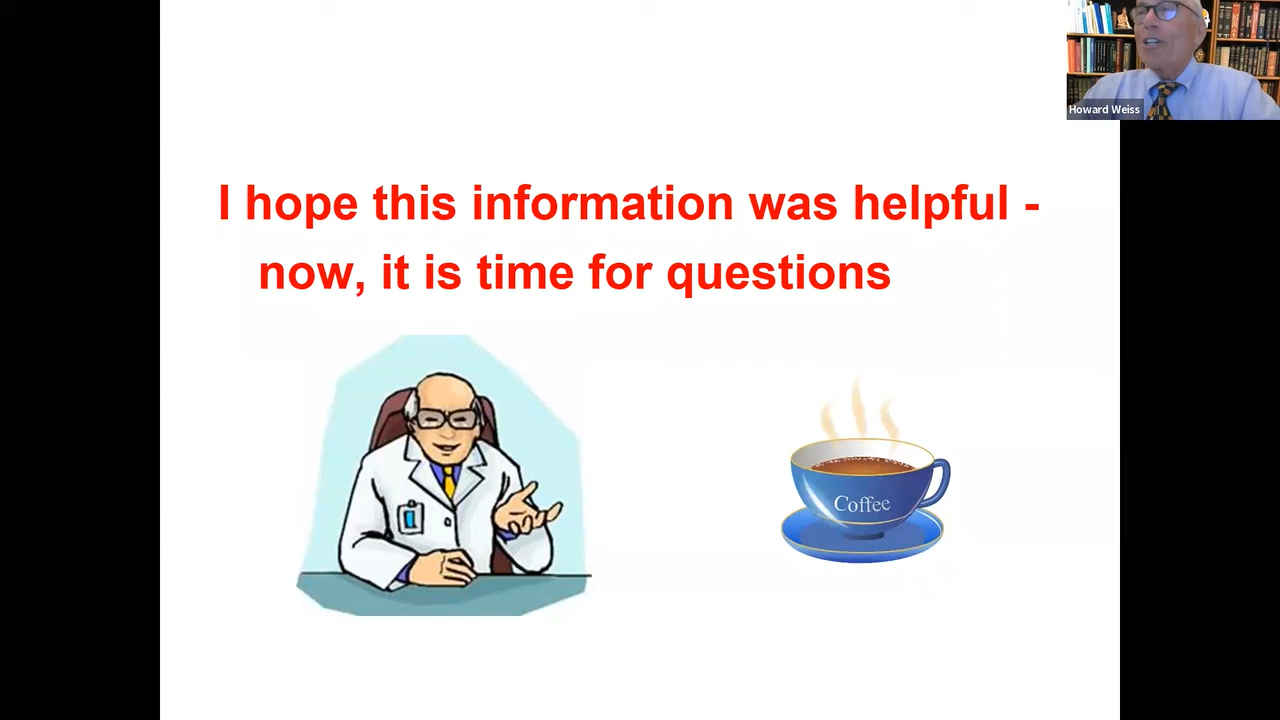 Howard Weiss
I hope this information was helpful -
now, it is time for questions
Coffee